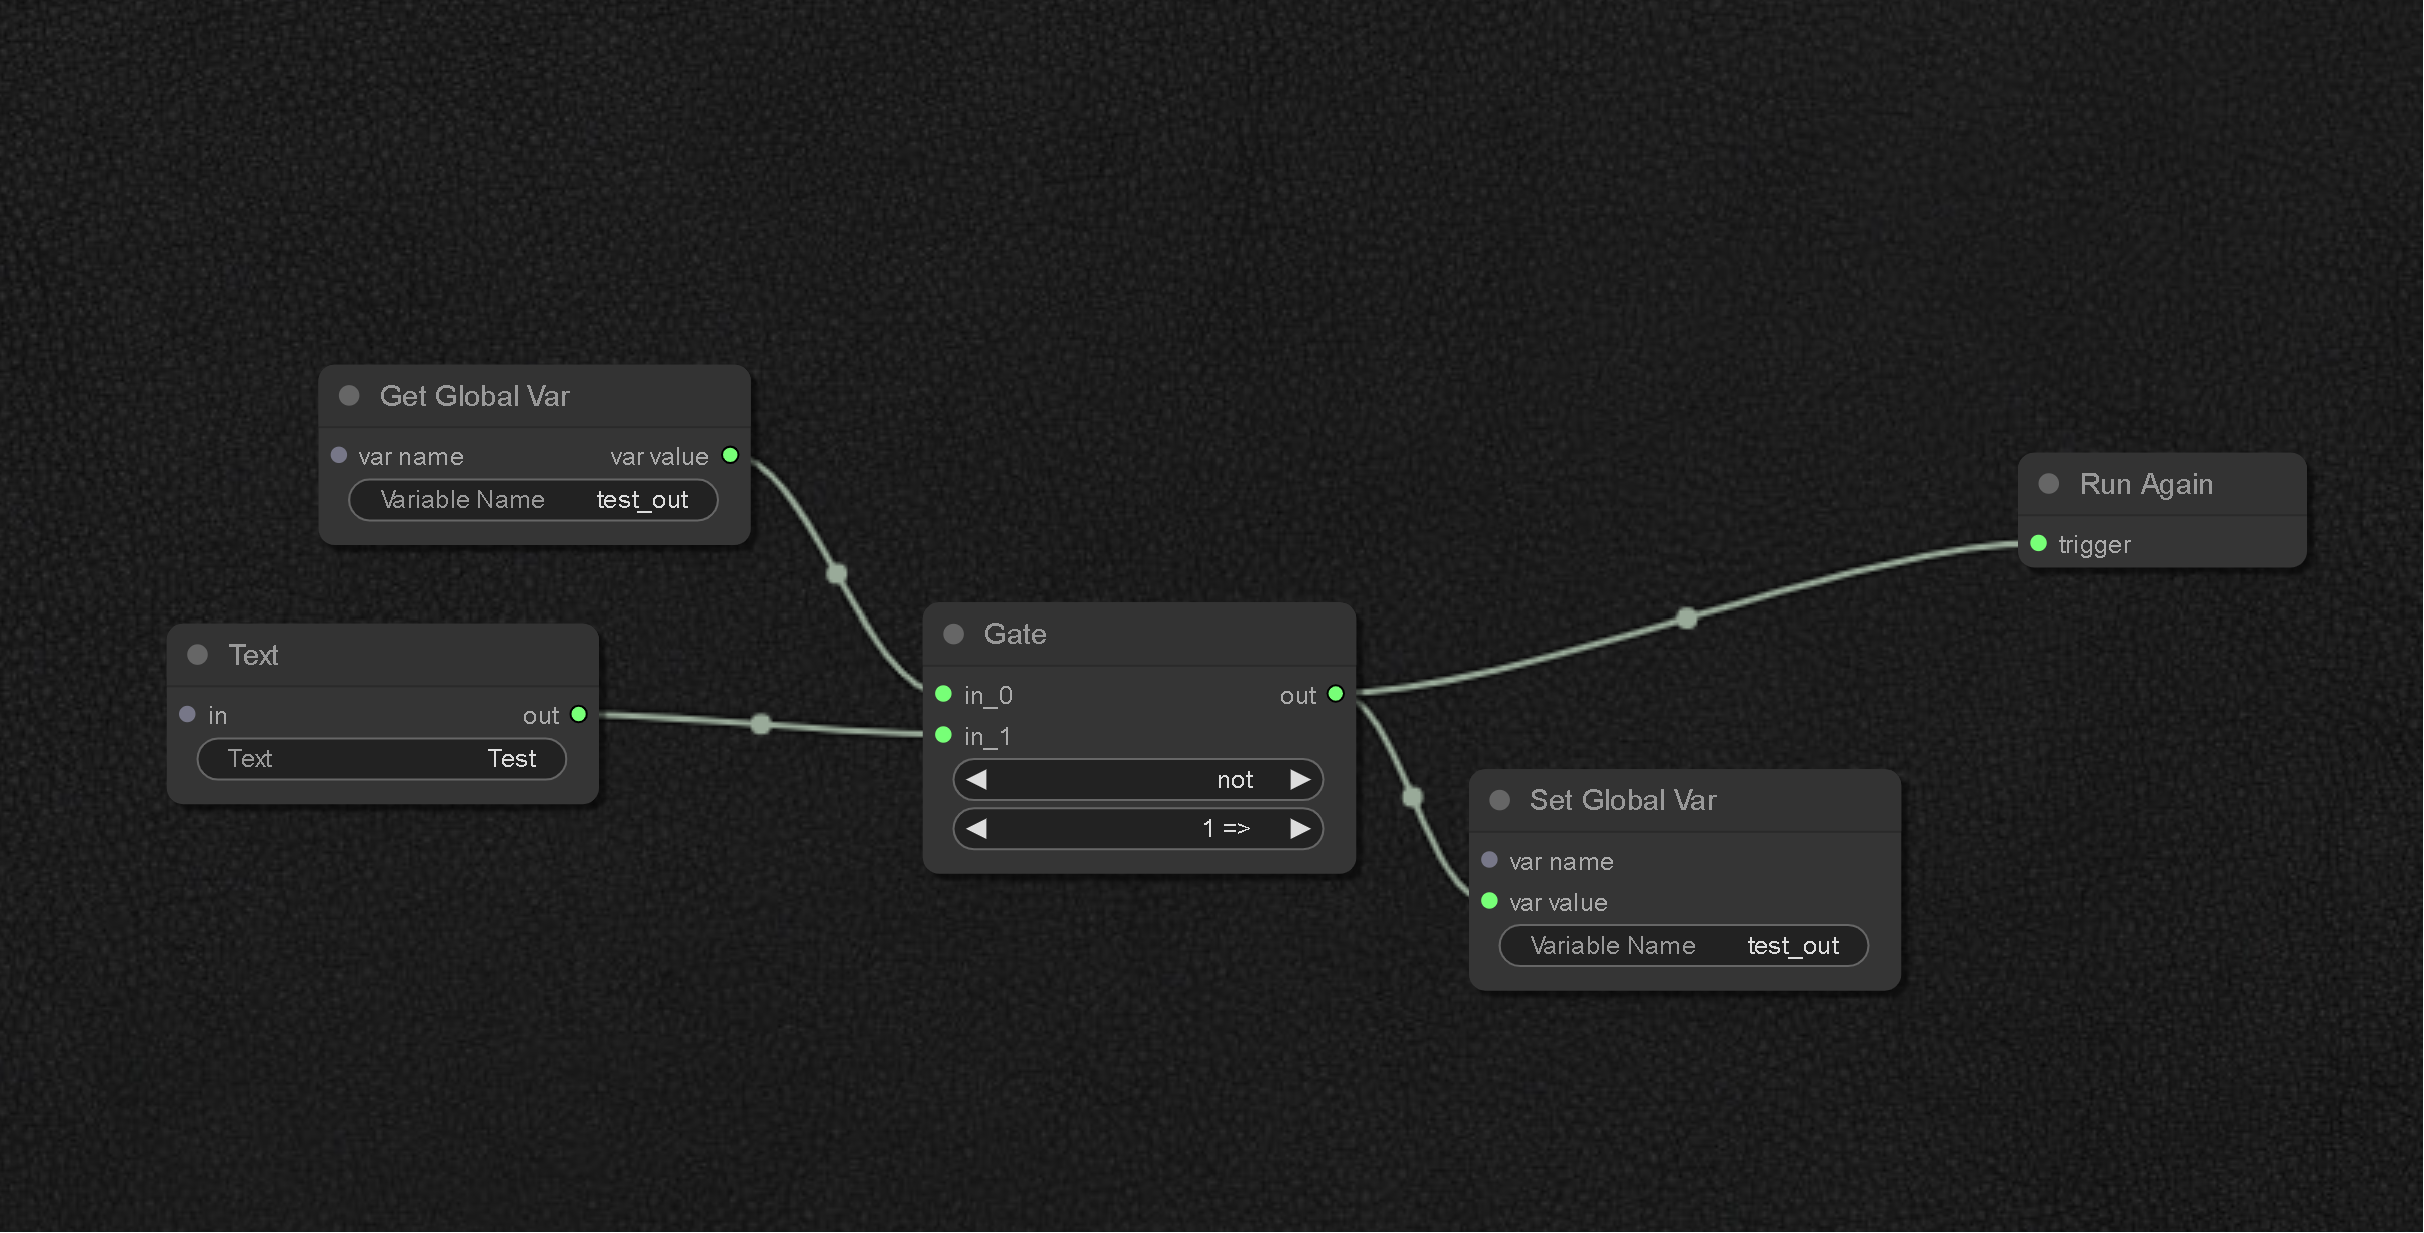 Get Global Var
var name var value
Variable Name test_out
Text
in out
Text Test
Gate
in_0 out
in_1
not
1 =>
Run Again
trigger
Set Global Var
var name
var value
Variable Name test_out